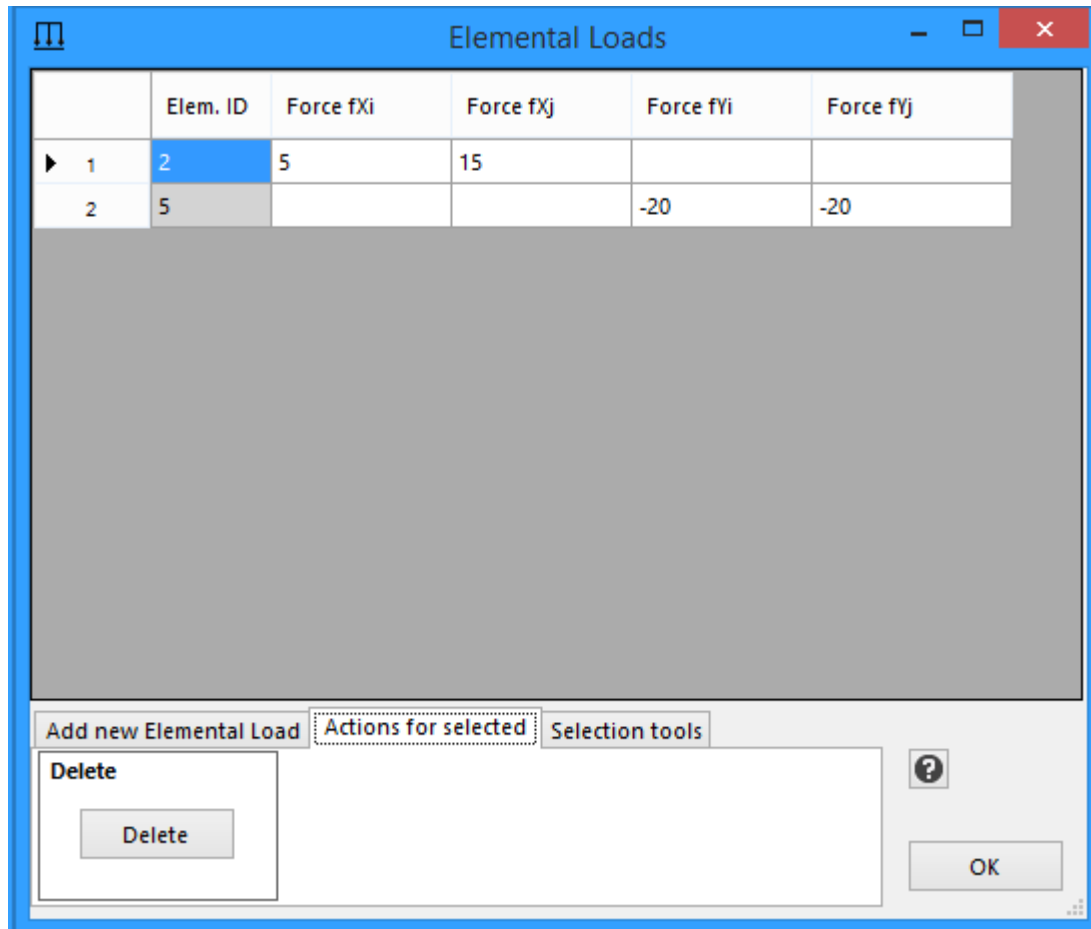 Elemental Loads
Elem. ID Force fXi Force fXj Force fYi Force fYj
1 2 5 15
2 5 -20 -20
Add new Elemental Load Actions for selected Selection tools
Delete
Delete
?
OK